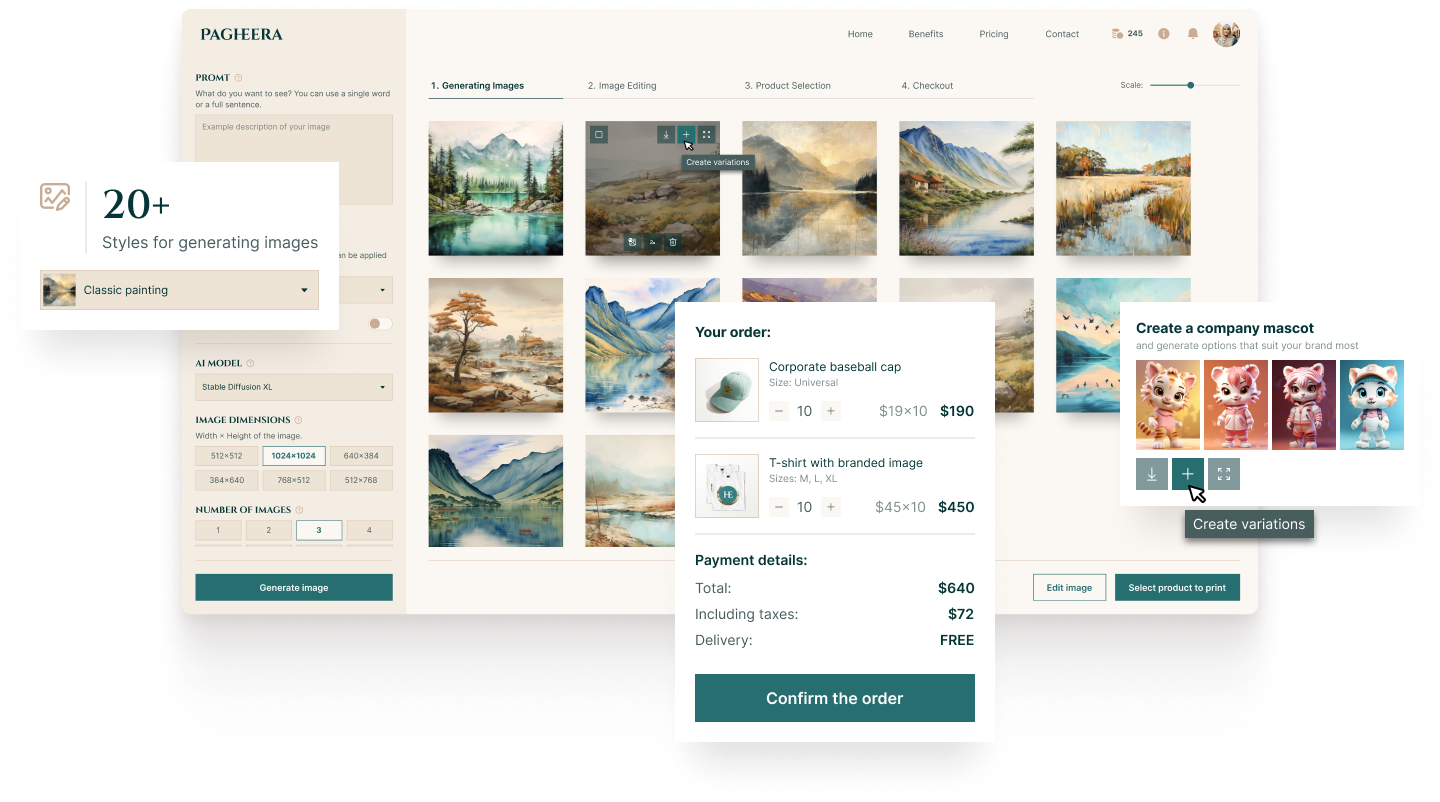 PAGHEERA
Home
Benefits
Pricing
Contact
245
PROMT
What do you want to see? You can use a single word
or a full sentence.
Example description of your image
20+
Styles for generating images
Classic painting
an be applied
AI MODEL
Stable Diffusion XL
IMAGE DIMENSIONS
Width × Height of the image.
512×512
1024×1024
640×384
384×640
768×512
512×768
NUMBER OF IMAGES
1
2
3
4
Generate image
1. Generating Images
2. Image Editing
3. Product Selection
4. Checkout
Scale:
Create variations
Your order:
Corporate baseball cap
Size: Universal
10
$19×10
$190
T-shirt with branded image
Sizes: M, L, XL
HE
10
$45×10
$450
Payment details:
Total:
$640
Including taxes:
$72
Delivery:
FREE
Confirm the order
Create a company mascot
and generate options that suit your brand most
Create variations
Edit image
Select product to print